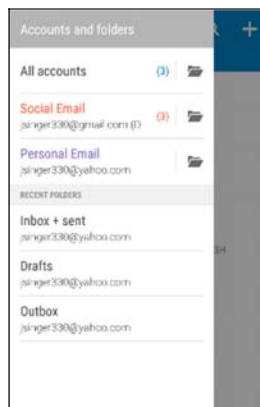 Accounts and folders
All accounts (3)
Social Email (3)
jsinger330@gmail.com (D
Personal Email
jsinger330@yahoo.com
RECENT FOLDERS
Inbox + sent
jsinger330@yahoo.com
Drafts
jsinger330@yahoo.com
Outbox
jsinger330@yahoo.com
SH